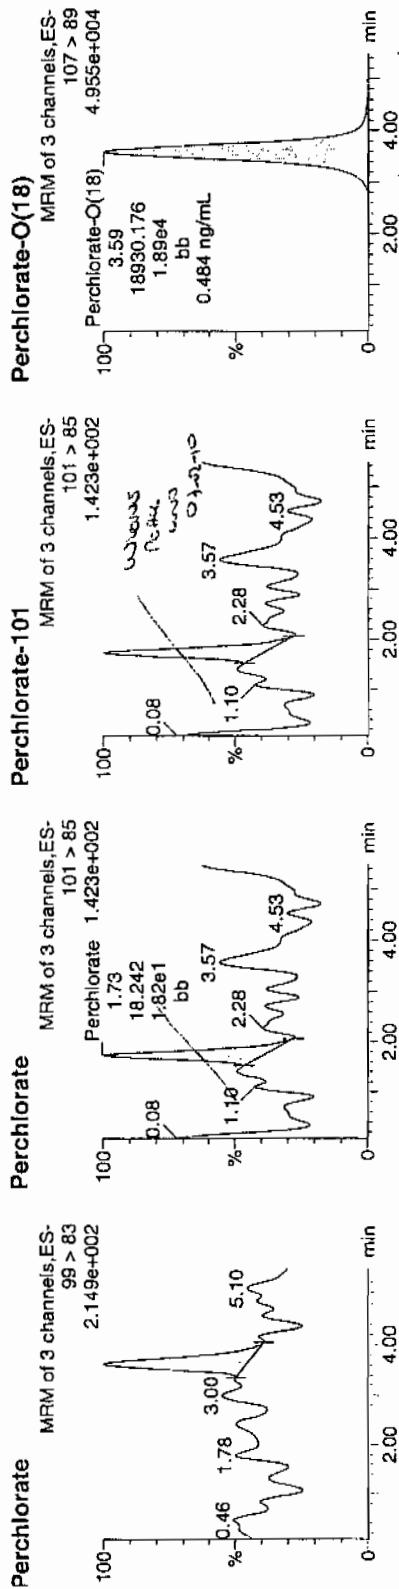 Perchlorate
MRM of 3 channels,ES-
99 > 83
2.149e+002
100
%
0
0.46
1.78
3.00
5.10
2.00
4.00
min
Perchlorate
MRM of 3 channels,ES-
101 > 85
1.423e+002
Perchlorate
1.73
18.242
1.82e1
bb
100
%
0
0.08
1.10
2.28
3.57
4.53
2.00
4.00
min
Perchlorate-101
MRM of 3 channels,ES-
101 > 85
1.423e+002
100
%
0
0.08
1.10
2.28
3.57
4.53
2.00
4.00
min
Perchlorate-O(18)
MRM of 3 channels,ES-
107 > 89
4.955e+004
Perchlorate-O(18)
3.59
18930.176
1.89e4
bb
0.484 ng/mL
100
%
0
2.00
4.00
min